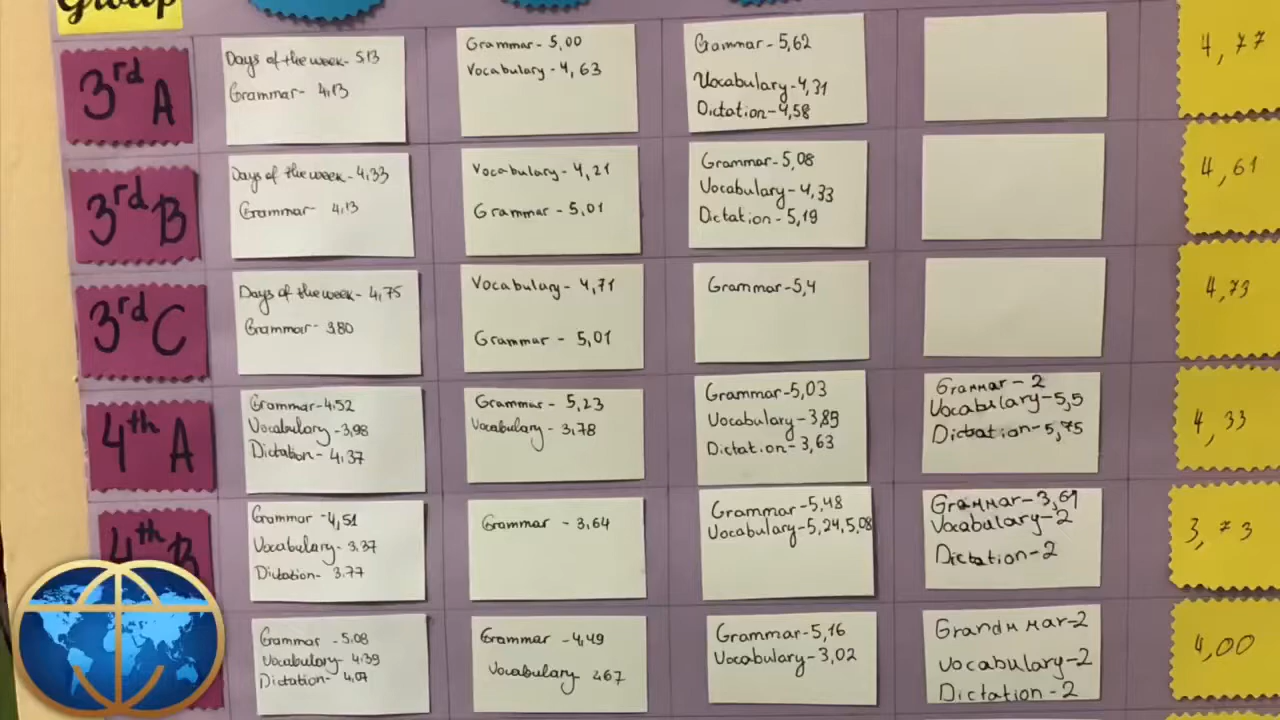 Group
3rd A
Days of the week- 5,13
Grammar- 4,13
Grammar- 5,00
Vocabulary- 4,63
Gammar- 5,62
Vocabulary-4,31
Dictation-4,58
4,77
3rd B
Days of the week- 4,33
Grammar- 4,13
Vocabulary- 4,21
Grammar- 5,01
Grammar-5,08
Vocabulary-4,33
Dictation-5,19
4,61
3rd C
Days of the week- 4,75
Grammar- 3,80
Vocabulary- 4,71
Grammar - 5,01
Grammar-5,4
4,73
4th A
Grammar-4,52
Vocabulary-3,98
Dictation- 4,37
Grammar - 5,23
Vocabulary- 3,78
Grammar-5,03
Vocabulary-3,89
Dictation-3,63
Grammar- 2
Vocabulary-5,5
Dictation-5,75
4,33
4th B
Grammar -4,51
Vocabulary- 3,37
Dictation- 3,77
Grammar - 3,64
Grammar-5,48
Vocabulary-5,24,5,08
Grammar-3,61
Vocabulary-2
Dictation-2
3,73
Grammar -5,08
Vocabulary- 4,39
Dictation- 4,07
Grammar -4,49
Vocabulary 4,67
Grammar-5,16
Vocabulary-3,02
Grandmmar-2
Vocabulary-2
Dictation-2
4,00